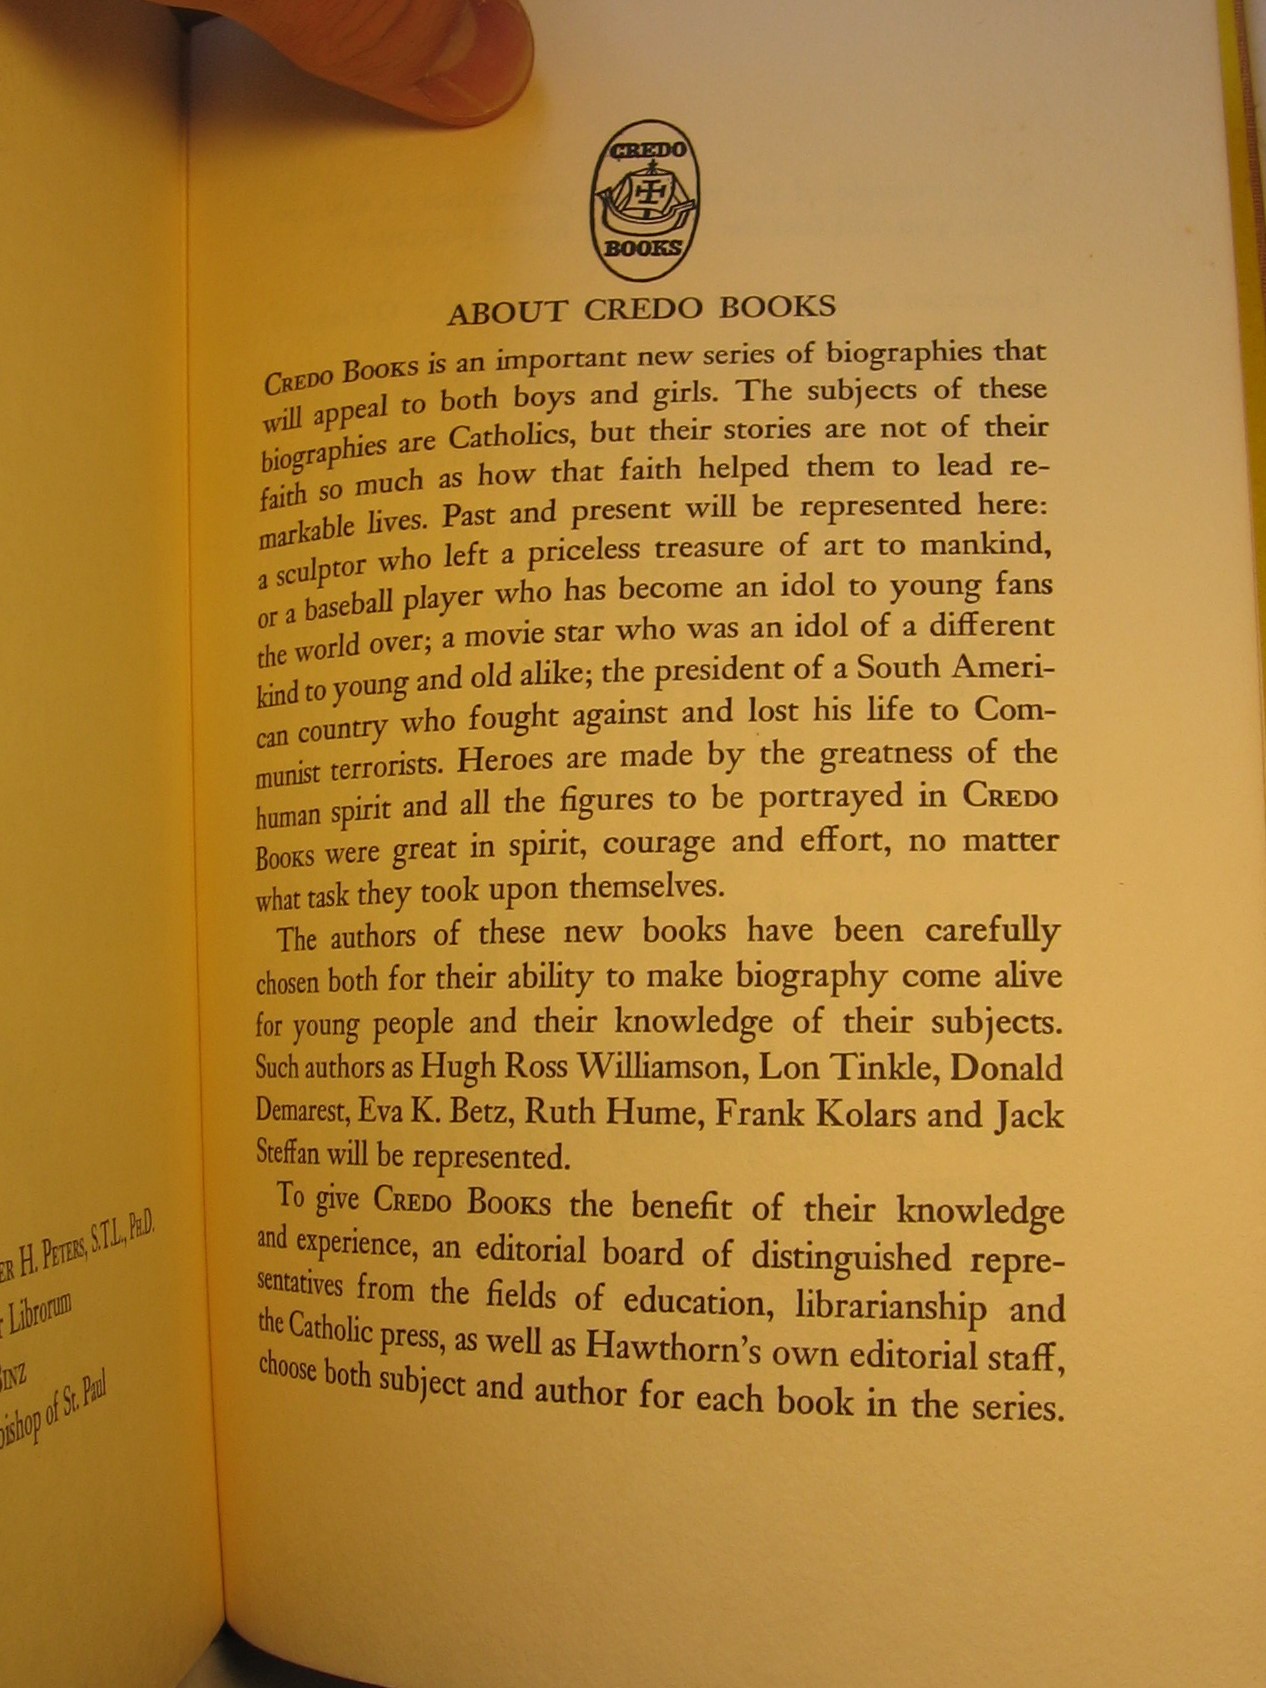 ER H. PETERS, S.T.L., PH.D.
Librorum
BINZ
bishop of St. Paul
CREDO
BOOKS
ABOUT CREDO BOOKS
CREDO BOOKS is an important new series of biographies that
will appeal to both boys and girls. The subjects of these
biographies are Catholics, but their stories are not of their
faith so much as how that faith helped them to lead re-
markable lives. Past and present will be represented here:
a sculptor who left a priceless treasure of art to mankind,
or a baseball player who has become an idol to young fans
the world over; a movie star who was an idol of a different
kind to young and old alike; the president of a South Ameri-
can country who fought against and lost his life to Com-
munist terrorists. Heroes are made by the greatness of the
human spirit and all the figures to be portrayed in CREDO
BOOKS were great in spirit, courage and effort, no matter
what task they took upon themselves.
The authors of these new books have been carefully
chosen both for their ability to make biography come alive
for young people and their knowledge of their subjects.
Such authors as Hugh Ross Williamson, Lon Tinkle, Donald
Demarest, Eva K. Betz, Ruth Hume, Frank Kolars and Jack
Steffan will be represented.
To give CREDO BOOKS the benefit of their knowledge
and experience, an editorial board of distinguished repre-
sentatives from the fields of education, librarianship and
the Catholic press, as well as Hawthorn's own editorial staff,
choose both subject and author for each book in the series.